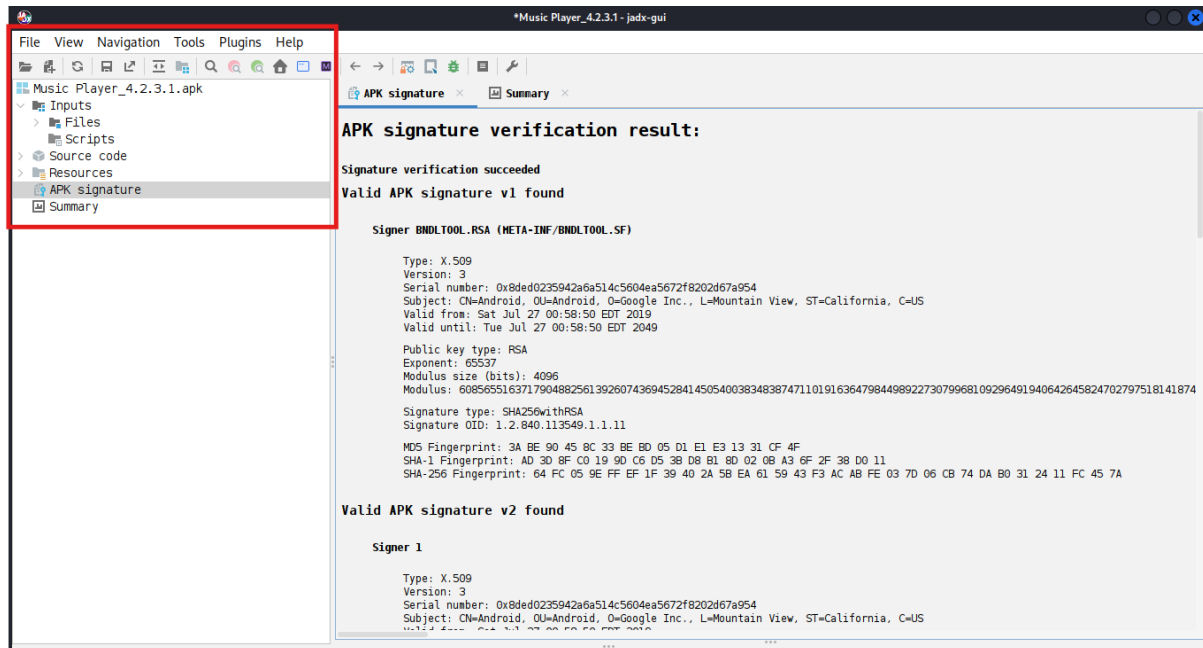 *Music Player_4.2.3.1 - jadx-gui
File View Navigation Tools Plugins Help
Music Player_4.2.3.1.apk
Inputs
Files
Scripts
Source code
Resources
APK signature
Summary
APK signature Summary
APK signature verification result:
Signature verification succeeded
Valid APK signature v1 found
Signer BNDLTOOL.RSA (META-INF/BNDLTOOL.SF)
Type: X.509
Version: 3
Serial number: 0x8ded0235942a6a514c5604ea5672f8202d67a954
Subject: CN=Android, OU=Android, O=Google Inc., L=Mountain View, ST=California, C=US
Valid from: Sat Jul 27 00:58:50 EDT 2019
Valid until: Tue Jul 27 00:58:50 EDT 2049
Public key type: RSA
Exponent: 65537
Modulus size (bits): 4096
Modulus:
Signature type: SHA256withRSA
Signature OID: 1.2.840.113549.1.1.11
MD5 Fingerprint: 3A BE 90 45 8C 33 BE BD 05 D1 E1 E3 13 31 CF 4F
SHA-1 Fingerprint: AD 3D 8F C0 19 9D C6 D5 3B D8 B1 8D 02 0B A3 6F 2F 38 D0 11
SHA-256 Fingerprint: 64 FC 05 9E FF EF 1F 39 40 2A 5B EA 61 59 43 F3 AC AB FE 03 7D 06 CB 74 DA B0 31 24 11 FC 45 7A
Valid APK signature v2 found
Signer 1
Type: X.509
Version: 3
Serial number: 0x8ded0235942a6a514c5604ea5672f8202d67a954
Subject: CN=Android, OU=Android, O=Google Inc., L=Mountain View, ST=California, C=US
Valid from: Sat Jul 27 00:58:50 EDT 2019